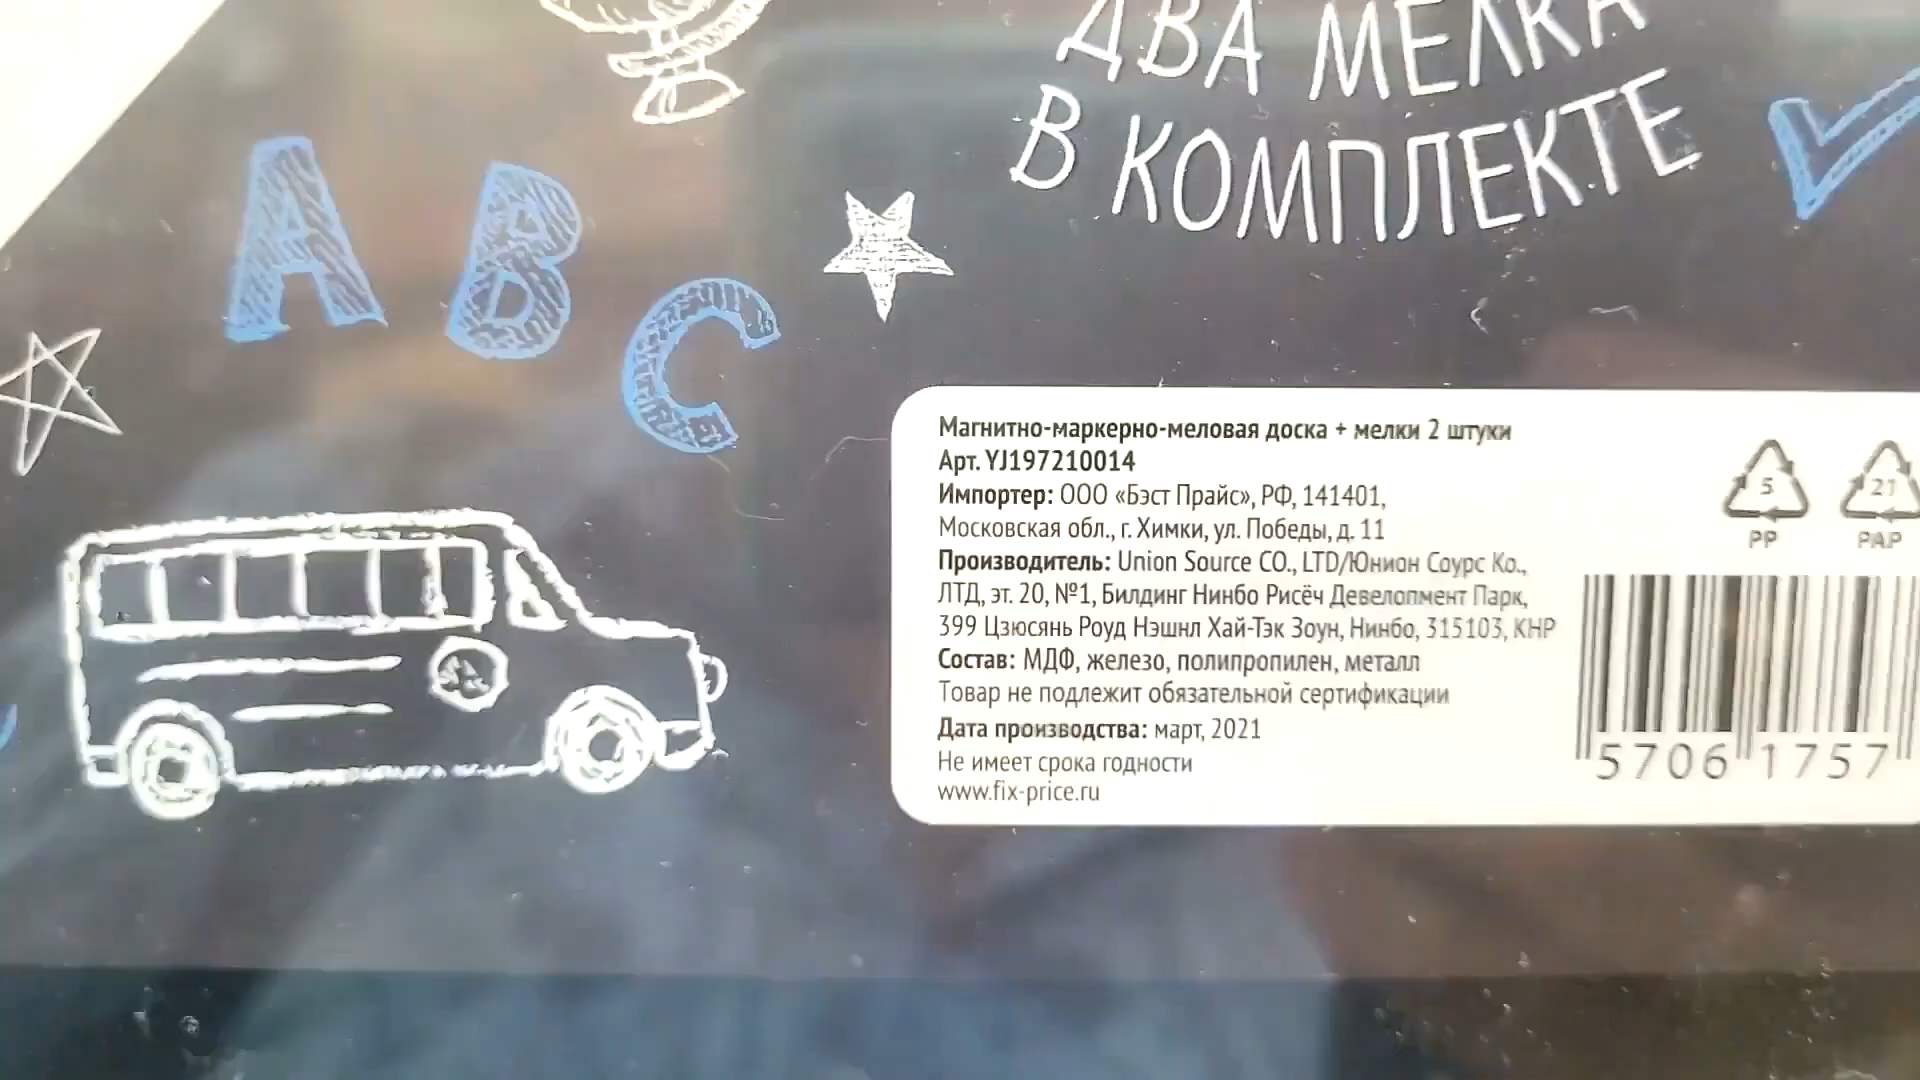 ДВА МЕЛКА
В КОМПЛЕКТЕ
A B C
Магнитно-маркерно-меловая доска + мелки 2 штуки
Арт. YJ197210014
Импортер: ООО «Бэст Прайс», РФ, 141401,
Московская обл., г. Химки, ул. Победы, д. 11
Производитель: Union Source CO., LTD/Юнион Соурс Ко.,
ЛТД, эт. 20, №1, Билдинг Нинбо Рисёч Девелопмент Парк,
399 Цзюсянь Роуд Нэшнл Хай-Тэк Зоун, Нинбо, 315103, КНР
Состав: МДФ, железо, полипропилен, металл
Товар не подлежит обязательной сертификации
Дата производства: март, 2021
Не имеет срока годности
www.fix-price.ru
5 21
PP PAP
5706 1757